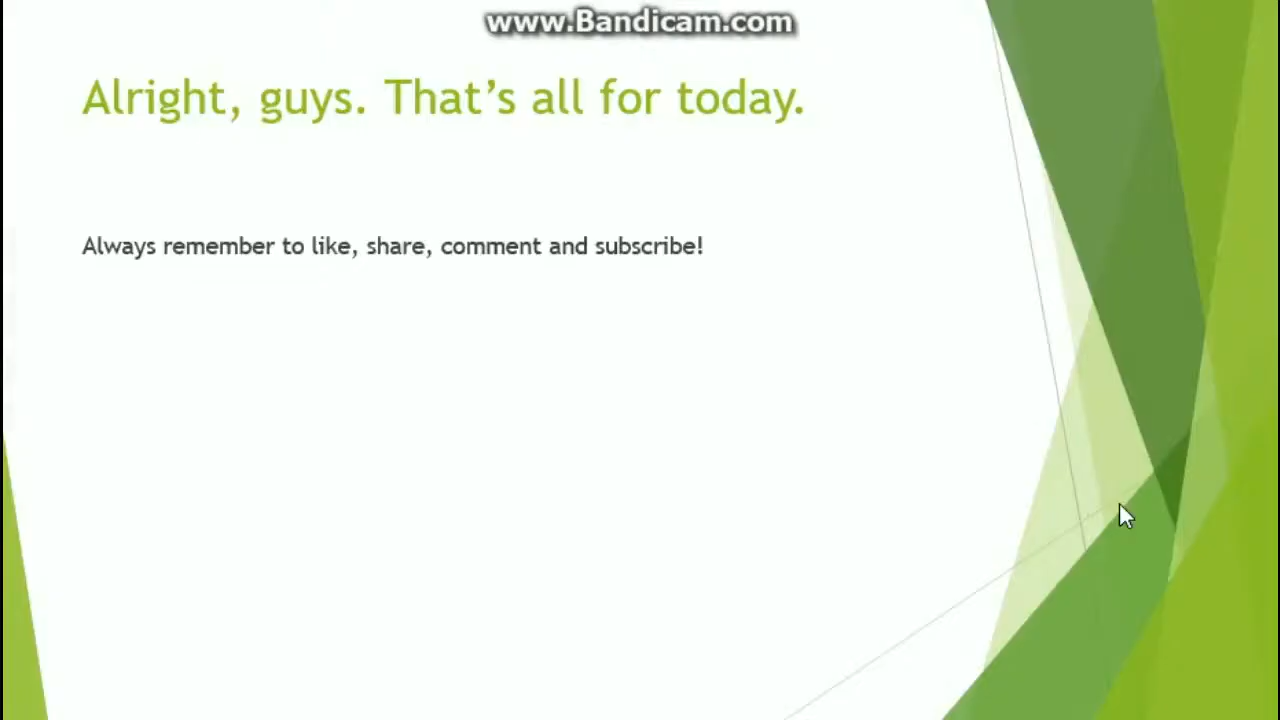 www.Bandicam.com
Alright, guys. That’s all for today.
Always remember to like, share, comment and subscribe!